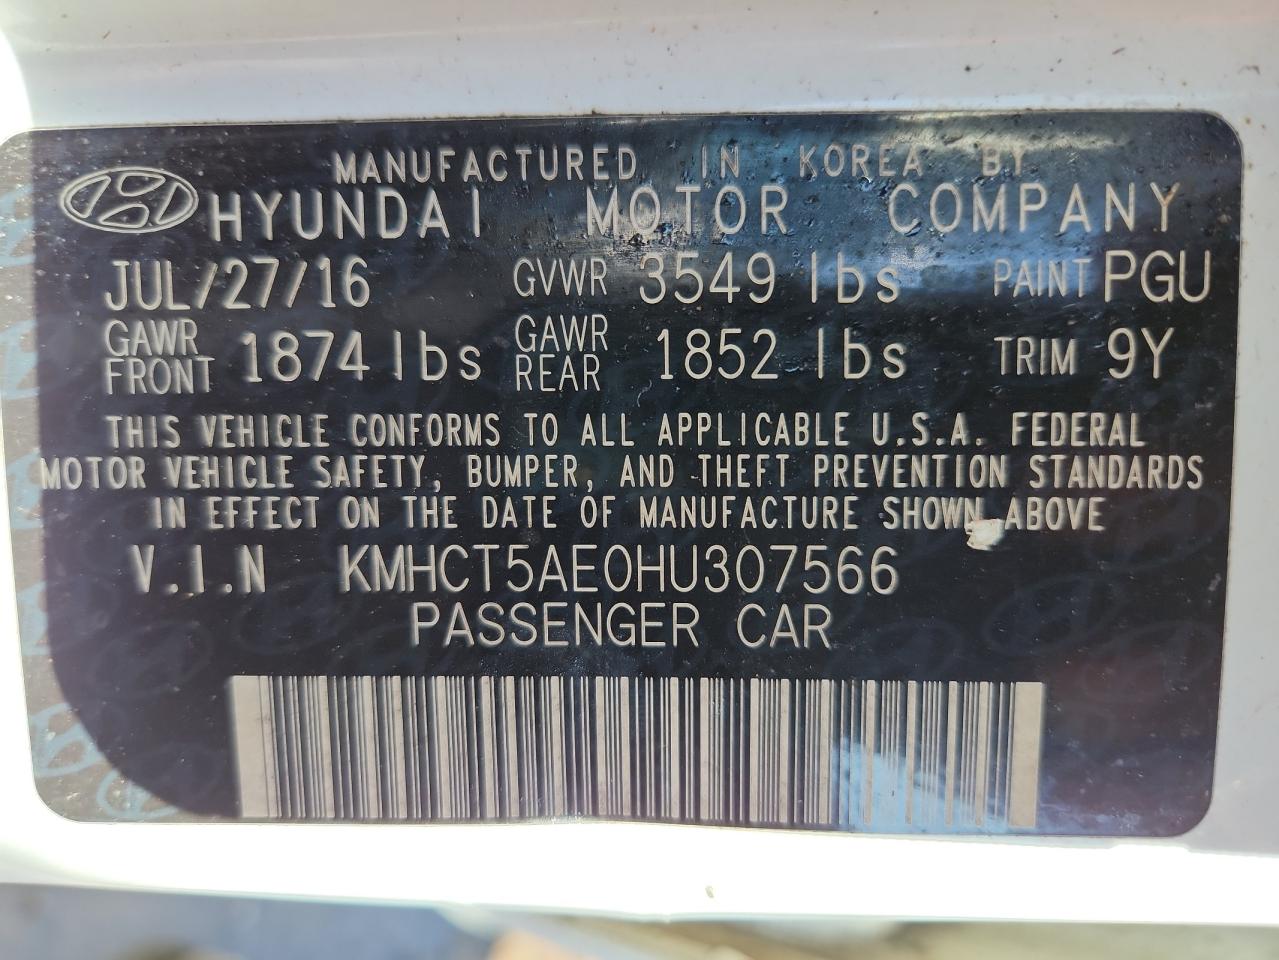 MANUFACTURED IN KOREA BY
HYUNDAI MOTOR COMPANY
JUL/27/16 GVWR 3549 lbs PAINT PGU
GAWR FRONT 1874 lbs GAWR REAR 1852 lbs TRIM 9Y
THIS VEHICLE CONFORMS TO ALL APPLICABLE U.S.A. FEDERAL
MOTOR VEHICLE SAFETY, BUMPER, AND THEFT PREVENTION STANDARDS
IN EFFECT ON THE DATE OF MANUFACTURE SHOWN ABOVE
V.I.N KMHCT5AE0HU307566
PASSENGER CAR